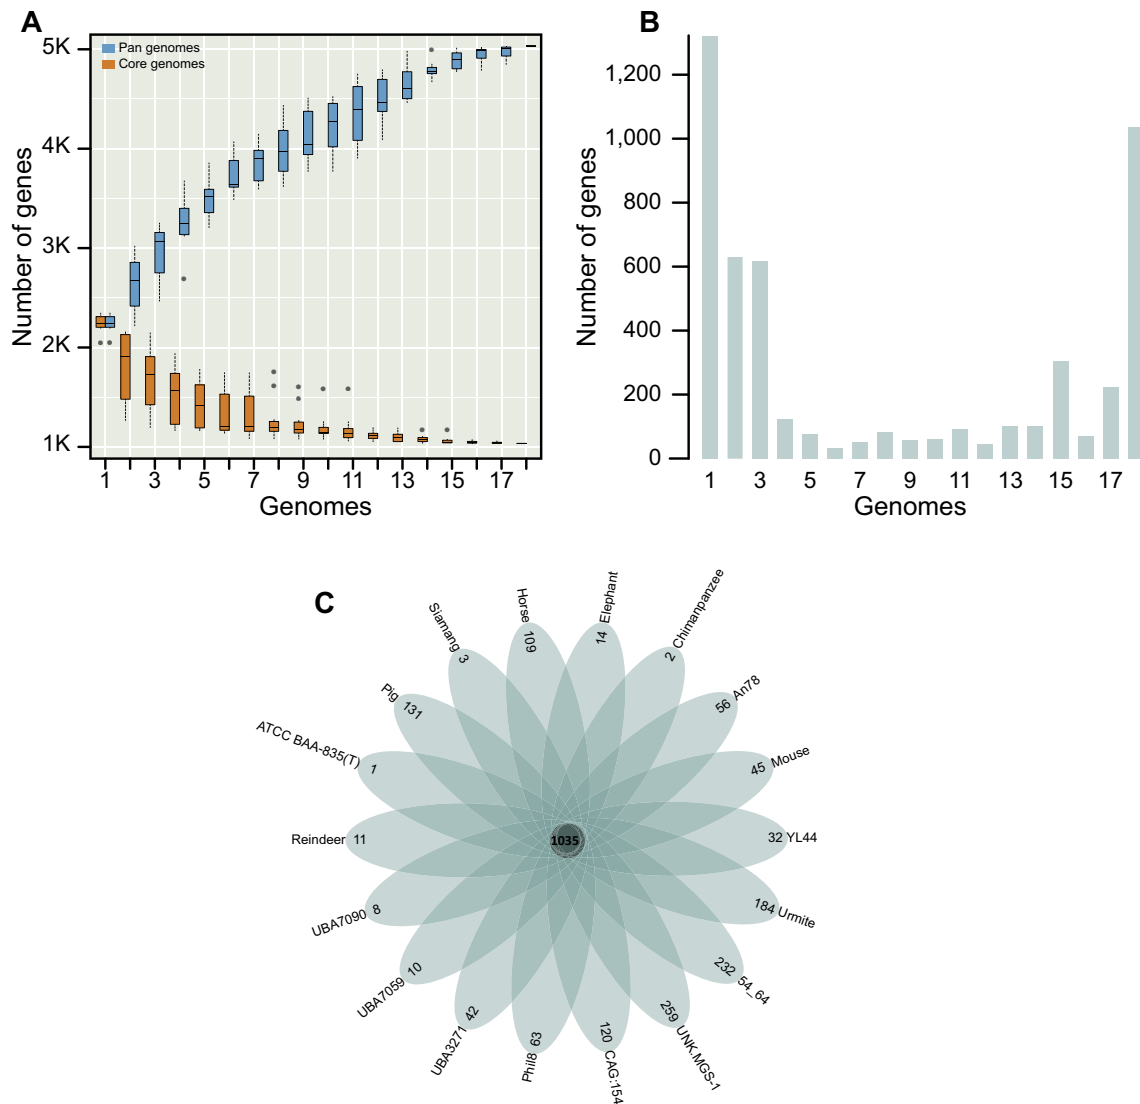 A
5K
4K
3K
2K
1K
Number of genes
Pan genomes
Core genomes
1 3 5 7 9 11 13 15 17
Genomes
B
1,200
1,000
800
600
400
200
0
Number of genes
1 3 5 7 9 11 13 15 17
Genomes
C
Siamang 3
Horse 109
14 Elephant
2 Chimanpanzee
Pig 131
56 An78
ATCC BAA-835(T) 1
45 Mouse
Reindeer 11
1035
32 YL44
UBA7090 8
184 Urmite
UBA7059 10
232 54_64
UBA3271 42
259 UNK.MGS-1
Phil8 63
120 CAG:154